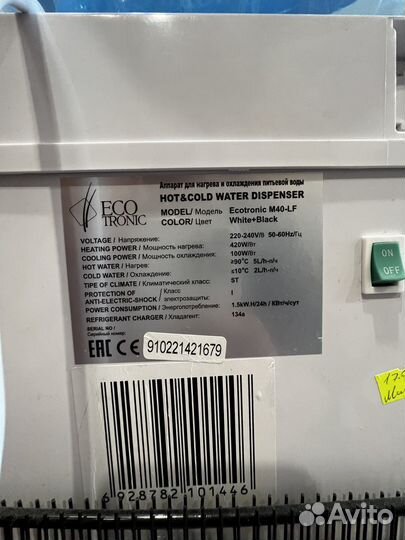 ECO
TRONIC
Аппарат для нагрева и охлаждения питьевой воды
HOT&COLD WATER DISPENSER
MODEL/ Модель Ecotronic M40-LF
COLOR/ Цвет White+Black
VOLTAGE / Напряжение: 220-240V/В 50-60Hz/Гц
HEATING POWER / Мощность нагрева: 420W/Вт
COOLING POWER / Мощность охлаждения: 100W/Вт
HOT WATER / Нагрев: ≥90°C 5L/h-л/ч
COLD WATER / Охлаждение: ≤10°C 2L/h-л/ч
TYPE OF CLIMATE / Климатический класс: ST
PROTECTION OF / Класс
ANTI-ELECTRIC-SHOCK / электрозащиты: I
POWER CONSUMPTION / Энергопотребление: 1.5kW.H/24h / КВт*ч/сут
REFRIGERANT CHARGER / Хладагент: 134a
SERIAL NO /
Серийный номер:
EAC CE 910221421679
6 928782 101446
Avito